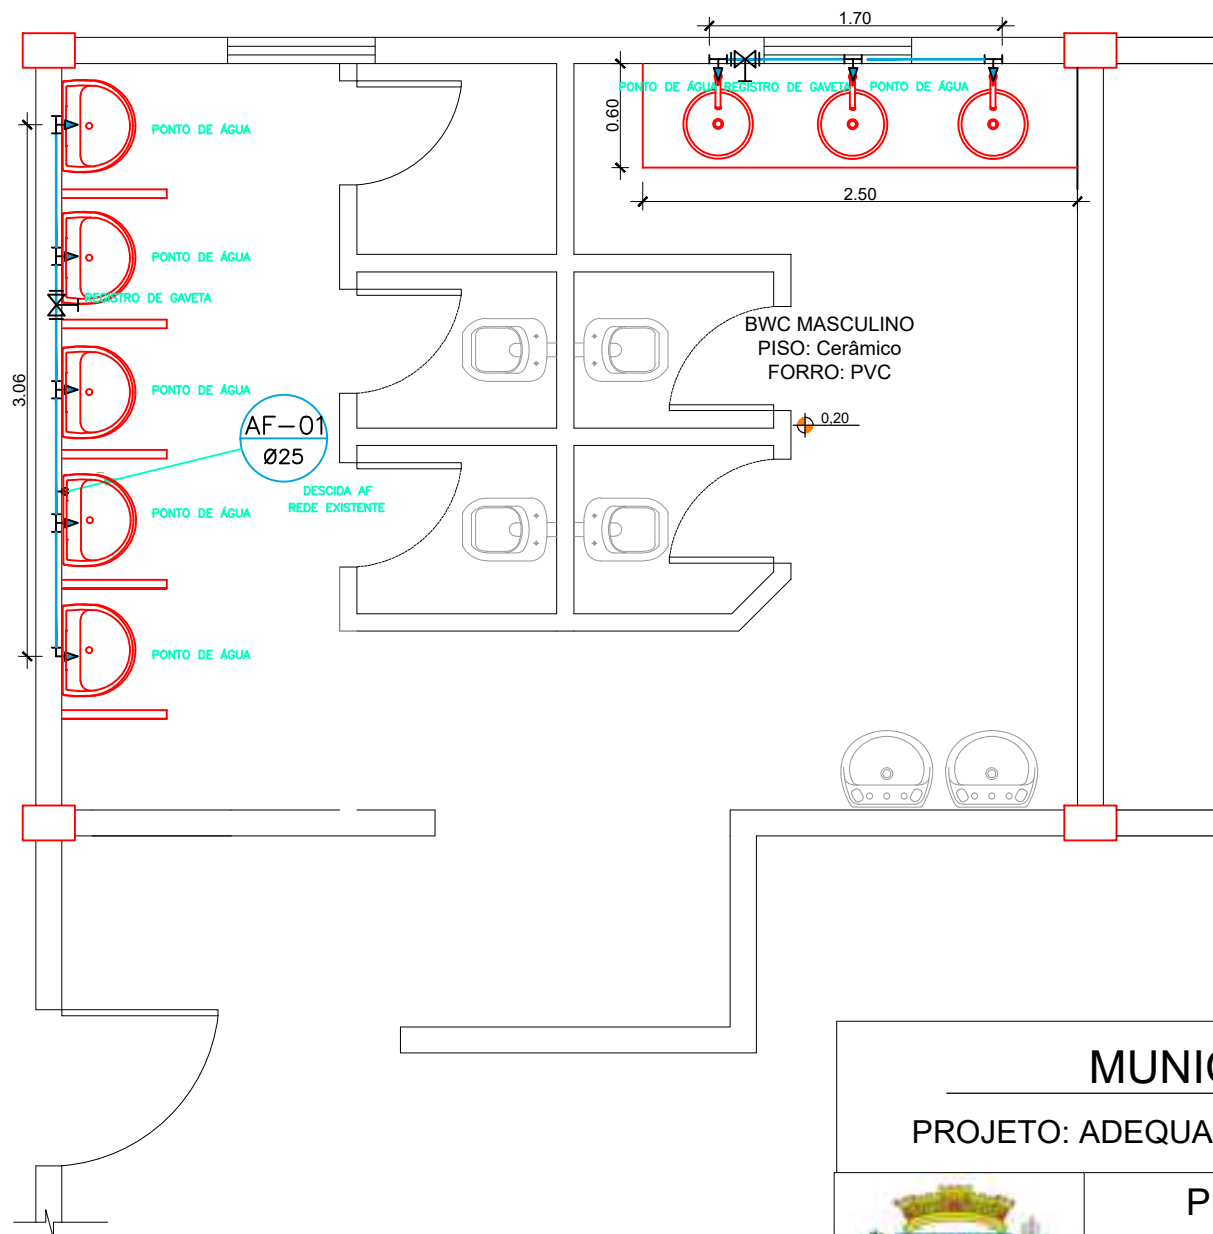 1.70
PONTO DE ÁGUA REGISTRO DE GAVETA PONTO DE ÁGUA
0.60
2.50
PONTO DE ÁGUA
PONTO DE ÁGUA
REGISTRO DE GAVETA
BWC MASCULINO
PISO: Cerâmico
FORRO: PVC
0,20
3.06
PONTO DE ÁGUA
AF-01
Ø25
DESCIDA AF
REDE EXISTENTE
PONTO DE ÁGUA
PONTO DE ÁGUA
MUNIC
PROJETO: ADEQUA
P